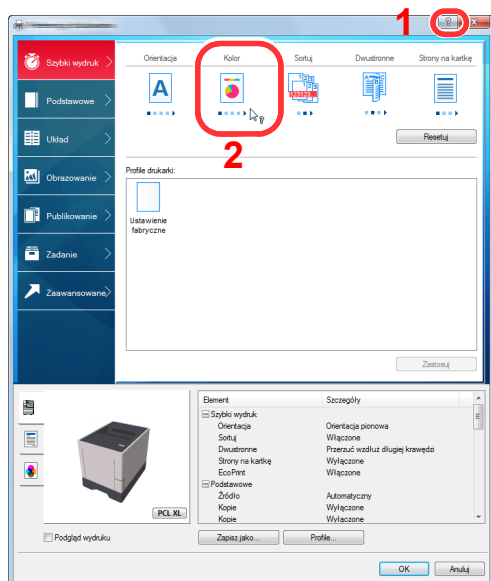 1
?
Szybki wydruk
Podstawowe
Układ
Obrazowanie
Publikowanie
Zadanie
Zaawansowane
Orientacja Kolor Sortuj Dwustronne Strony na kartkę
A
2
Resetuj
Profile drukarki:
Ustawienie
fabryczne
Zastosuj
PCL XL
Podgląd wydruku
Element Szczegóły
Szybki wydruk
Orientacja Orientacja pionowa
Sortuj Włączone
Dwustronne Przerzuć wzdłuż długiej krawędzi
Strony na kartkę Wyłączone
EcoPrint Włączone
Podstawowe
Źródło Automatyczny
Kopie Wyłączone
Kopie Wyłączone
Zapisz jako... Profile...
OK Anuluj